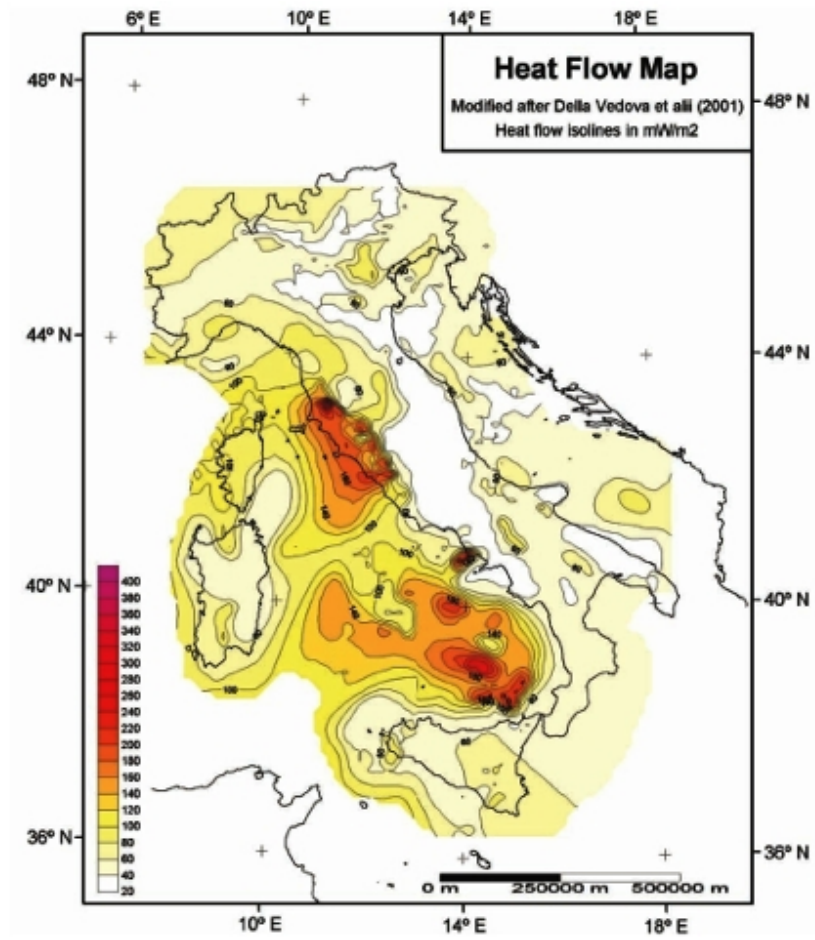 6º E 10º E 14º E 18º E
Heat Flow Map
Modified after Della Vedova et alii (2001)
Heat flow isolines in mW/m2
48º N
48º N
44º N
44º N
40º N
40º N
400
380
360
340
320
300
280
260
240
220
200
180
160
140
120
100
80
60
40
20
36º N
36º N
0 m 250000 m 500000 m
10º E 14º E 18º E